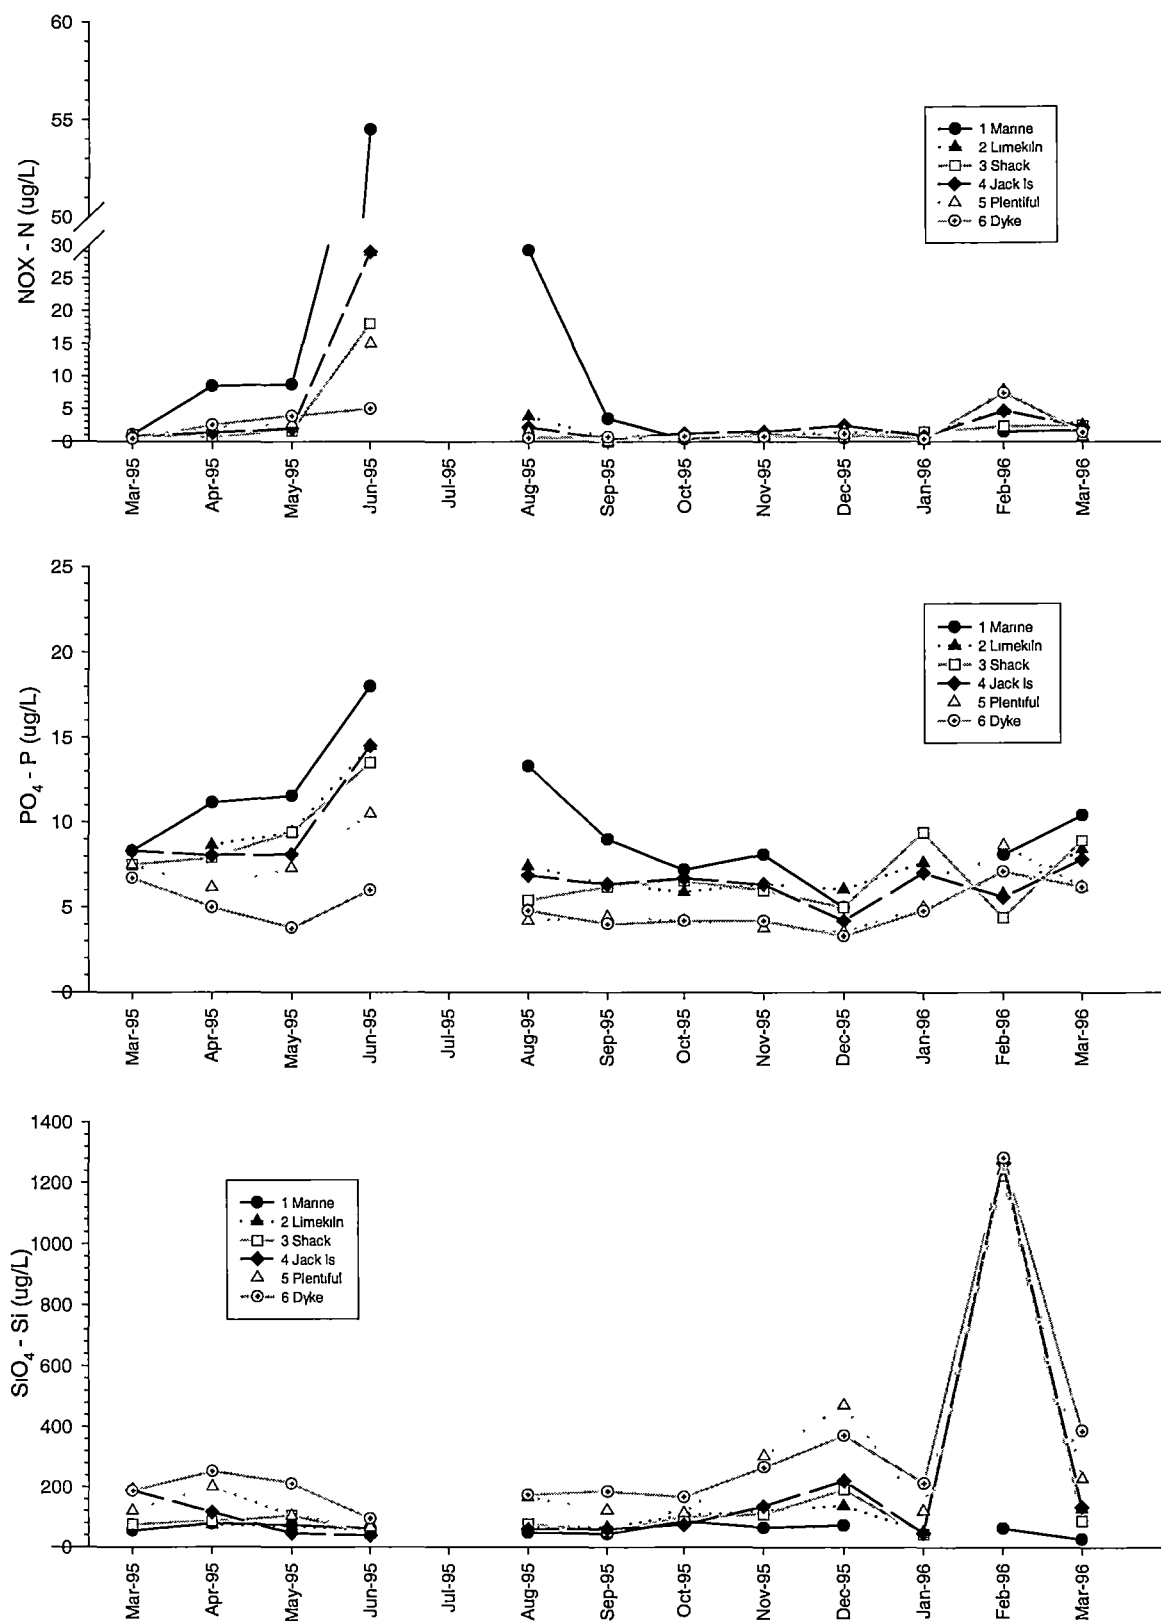 60
55
50
30
25
20
15
10
5
0
NOX - N (ug/L)
1 Marine
2 Limekiln
3 Shack
4 Jack Is
5 Plentiful
6 Dyke
Mar-95
Apr-95
May-95
Jun-95
Jul-95
Aug-95
Sep-95
Oct-95
Nov-95
Dec-95
Jan-96
Feb-96
Mar-96
25
20
15
10
5
0
PO₄ - P (ug/L)
1 Marine
2 Limekiln
3 Shack
4 Jack Is
5 Plentiful
6 Dyke
Mar-95
Apr-95
May-95
Jun-95
Jul-95
Aug-95
Sep-95
Oct-95
Nov-95
Dec-95
Jan-96
Feb-96
Mar-96
1400
1200
1000
800
600
400
200
0
SiO₄ - Si (ug/L)
1 Marine
2 Limekiln
3 Shack
4 Jack Is
5 Plentiful
6 Dyke
Mar-95
Apr-95
May-95
Jun-95
Jul-95
Aug-95
Sep-95
Oct-95
Nov-95
Dec-95
Jan-96
Feb-96
Mar-96